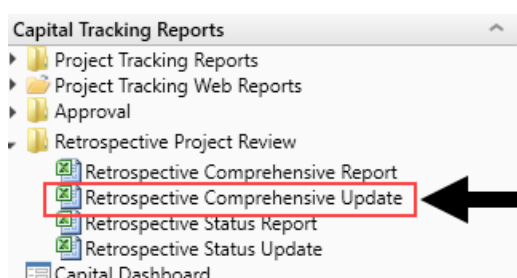 Capital Tracking Reports
Project Tracking Reports
Project Tracking Web Reports
Approval
Retrospective Project Review
Retrospective Comprehensive Report
Retrospective Comprehensive Update
Retrospective Status Report
Retrospective Status Update
Capital Dashboard